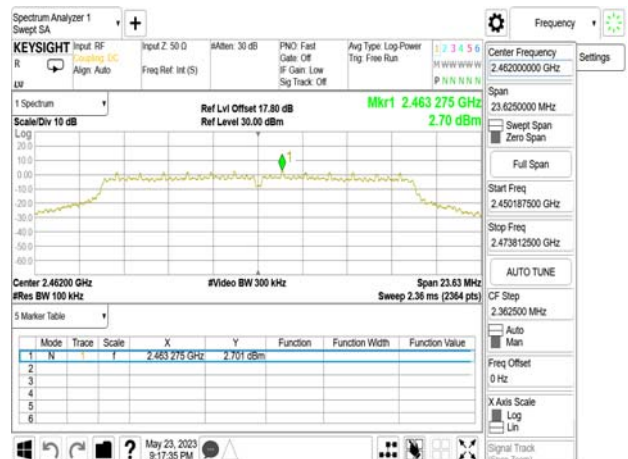 Spectrum Analyzer 1
Swept SA
+
Frequency
KEYSIGHT
Input: RF
Coupling: DC
Align: Auto
Input Z: 50 Ω
Freq Ref: Int (S)
#Atten: 30 dB
PNO: Fast
Gate: Off
IF Gain: Low
Sig Track: Off
Avg Type: Log-Power
Trig: Free Run
1 2 3 4 5 6
M W W W W W
P N N N N N
R
Center Frequency
2.462000000 GHz
Settings
Span
23.6250000 MHz
Swept Span
Zero Span
Full Span
Start Freq
2.450187500 GHz
Stop Freq
2.473812500 GHz
AUTO TUNE
CF Step
2.362500 MHz
Auto
Man
Freq Offset
0 Hz
X Axis Scale
Log
Lin
Signal Track
1 Spectrum
Scale/Div 10 dB
Ref Lvl Offset 17.80 dB
Ref Level 30.00 dBm
Mkr1 2.463 275 GHz
2.70 dBm
Log
20.0
10.0
0.00
-10.0
-20.0
-30.0
-40.0
-50.0
-60.0
1
Center 2.46200 GHz
#Res BW 100 kHz
#Video BW 300 kHz
Span 23.63 MHz
Sweep 2.36 ms (2364 pts)
5 Marker Table
Mode Trace Scale X Y Function Function Width Function Value
1 N 1 f 2.463 275 GHz 2.701 dBm
2
3
4
5
6
?
May 23, 2023
9:17:35 PM